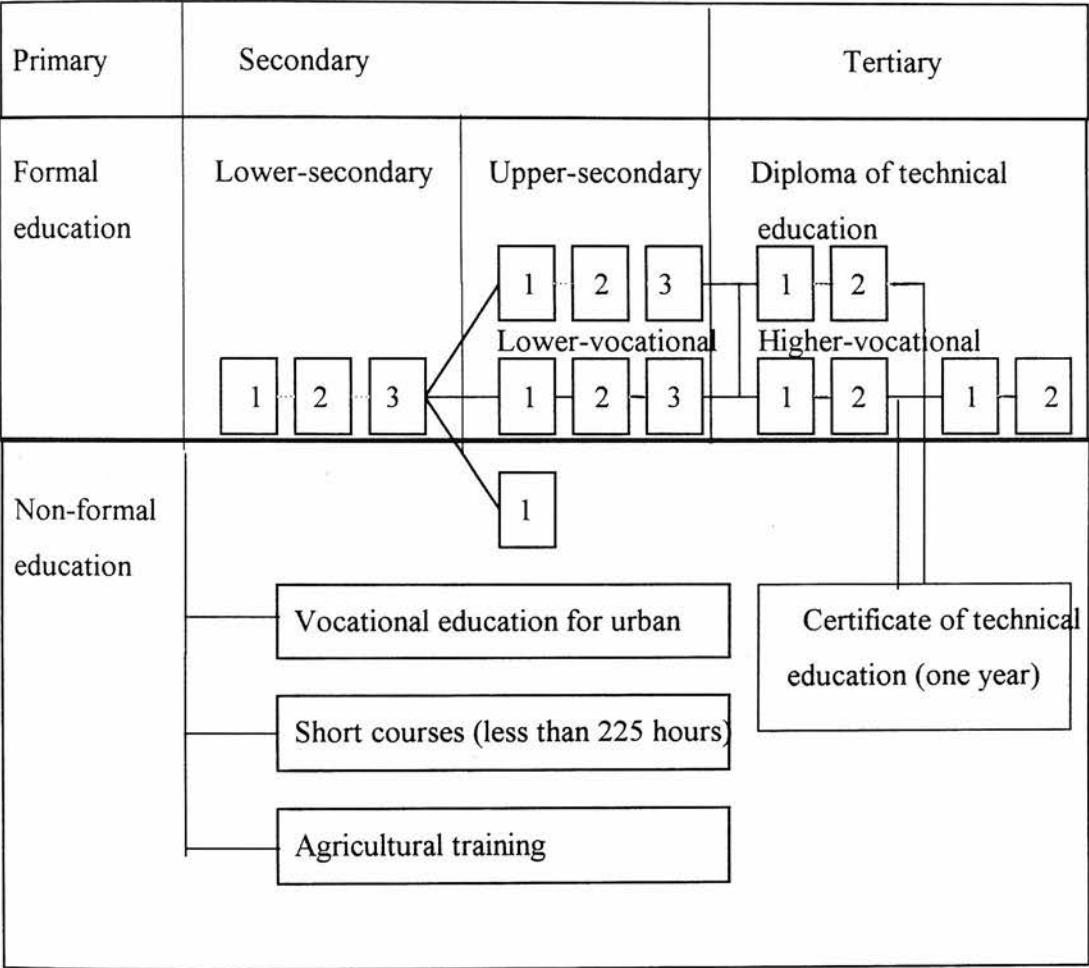 Primary Secondary Tertiary
Formal Lower-secondary Upper-secondary Diploma of technical
education education
1 2 3 1 2
Lower-vocational Higher-vocational
1 2 3 1 2 3 1 2 1 2
1
Non-formal
education
Vocational education for urban
Short courses (less than 225 hours)
Agricultural training
Certificate of technical
education (one year)